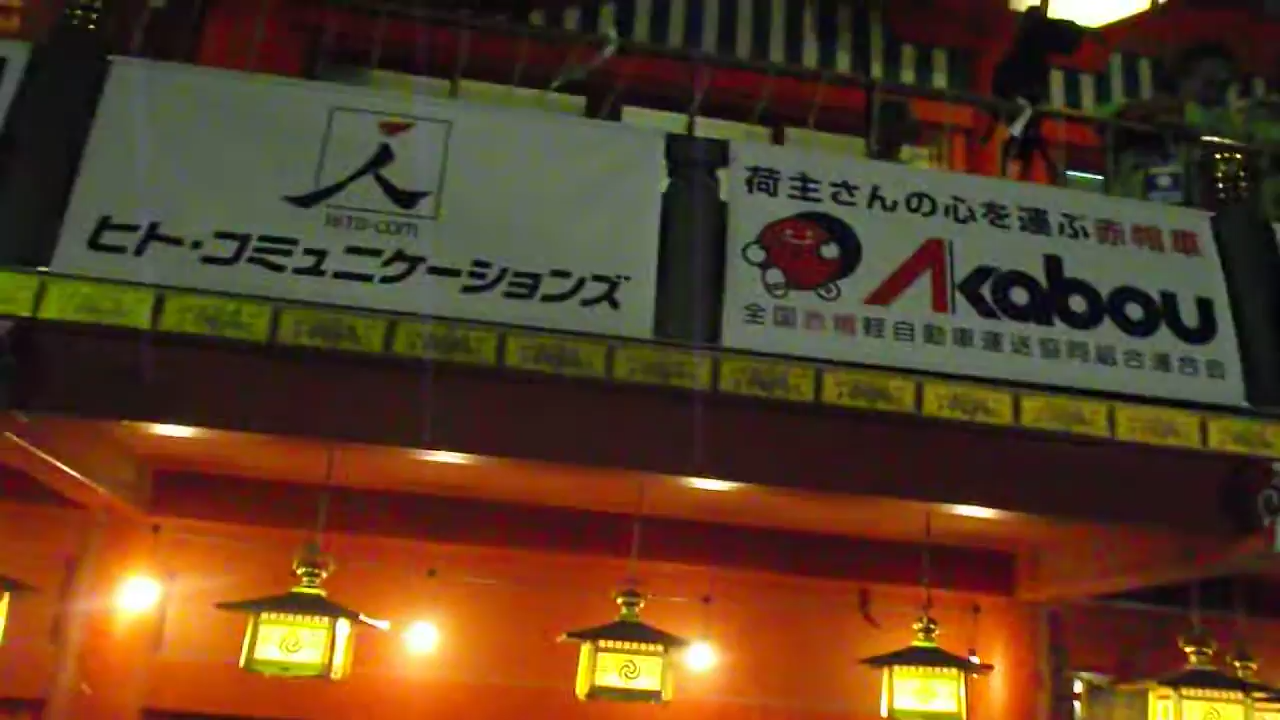 人
HITO-COM
ヒト・コミュニケーションズ
荷主さんの心を運ぶ赤帽車
Akabou
全国赤帽軽自動車運送協同組合連合会